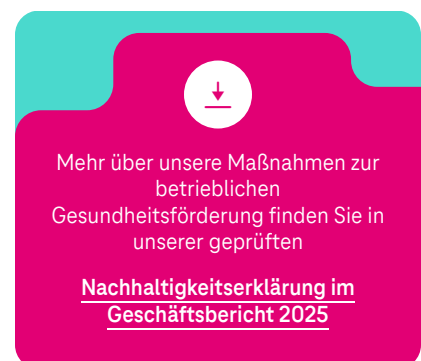 Mehr über unsere Maßnahmen zur
betrieblichen
Gesundheitsförderung finden Sie in
unserer geprüften
Nachhaltigkeitserklärung im
Geschäftsbericht 2025